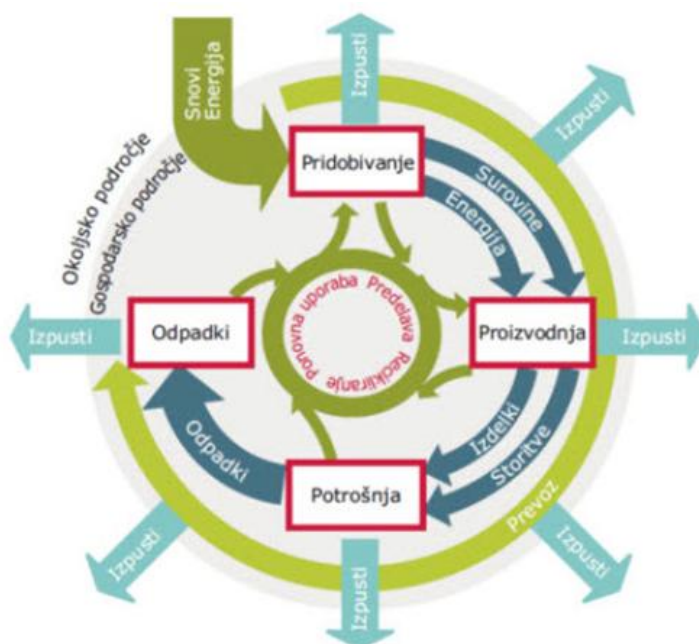 Snovi
Energija
Izpusti
Izpusti
Okoljsko področje
Gospodarsko področje
Pridobivanje
Surovine
Energija
Izpusti
Odpadki
Ponovna uporaba Predelava Recikliranje
Proizvodnja
Izpusti
Odpadki
Potrošnja
Izdelki
Storitve
Prevoz
Izpusti
Izpusti
Izpusti